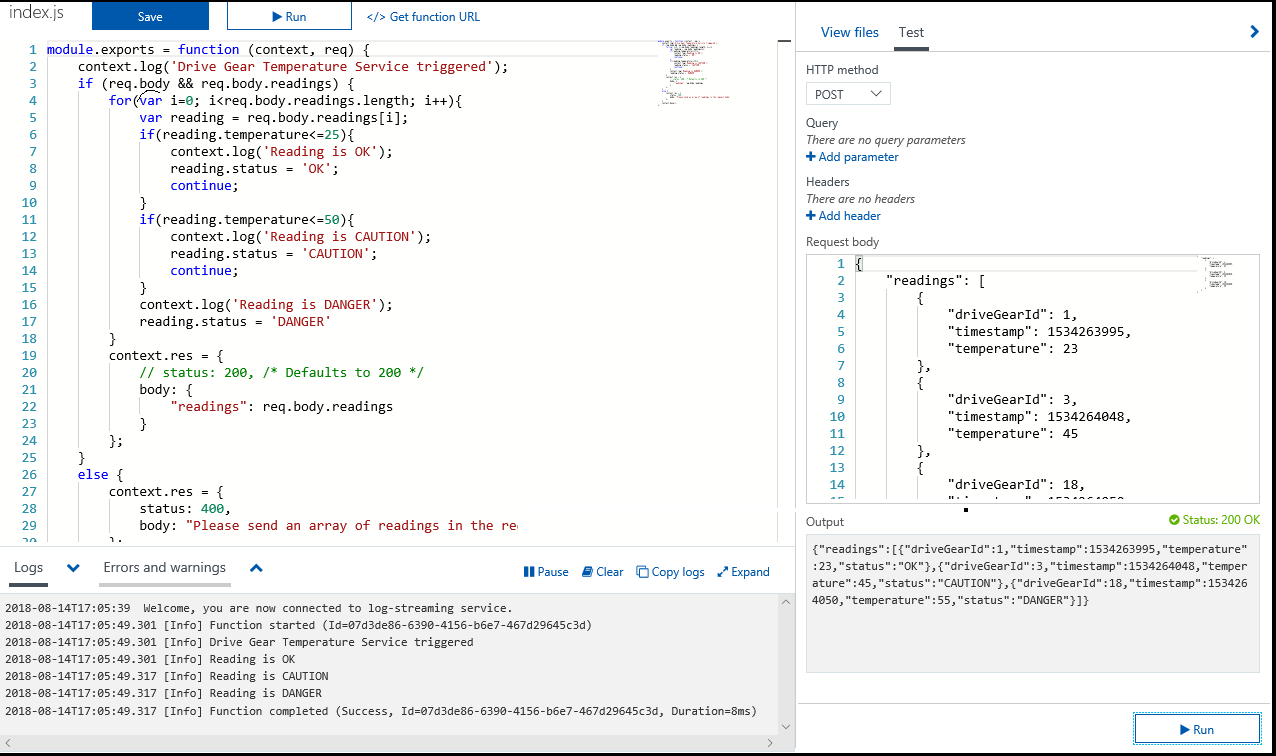 index.js
Save
Run
</> Get function URL
1 module.exports = function (context, req) {
2 context.log('Drive Gear Temperature Service triggered');
3 if (req.body && req.body.readings) {
4 for(var i=0; i<req.body.readings.length; i++){
5 var reading = req.body.readings[i];
6 if(reading.temperature<=25){
7 context.log('Reading is OK');
8 reading.status = 'OK';
9 continue;
10 }
11 if(reading.temperature<=50){
12 context.log('Reading is CAUTION');
13 reading.status = 'CAUTION';
14 continue;
15 }
16 context.log('Reading is DANGER');
17 reading.status = 'DANGER'
18 }
19 context.res = {
20 // status: 200, /* Defaults to 200 */
21 body: {
22 "readings": req.body.readings
23 }
24 };
25 }
26 else {
27 context.res = {
28 status: 400,
29 body: "Please send an array of readings in the re
Logs
Errors and warnings
Pause
Clear
Copy logs
Expand
2018-08-14T17:05:39 Welcome, you are now connected to log-streaming service.
2018-08-14T17:05:49.301 [Info] Function started (Id=07d3de86-6390-4156-b6e7-467d29645c3d)
2018-08-14T17:05:49.301 [Info] Drive Gear Temperature Service triggered
2018-08-14T17:05:49.301 [Info] Reading is OK
2018-08-14T17:05:49.317 [Info] Reading is CAUTION
2018-08-14T17:05:49.317 [Info] Reading is DANGER
2018-08-14T17:05:49.317 [Info] Function completed (Success, Id=07d3de86-6390-4156-b6e7-467d29645c3d, Duration=8ms)
View files
Test
HTTP method
POST
Query
There are no query parameters
+ Add parameter
Headers
There are no headers
+ Add header
Request body
1 {
2 "readings": [
3 {
4 "driveGearId": 1,
5 "timestamp": 1534263995,
6 "temperature": 23
7 },
8 {
9 "driveGearId": 3,
10 "timestamp": 1534264048,
11 "temperature": 45
12 },
13 {
14 "driveGearId": 18,
Output
Status: 200 OK
{"readings":[{"driveGearId":1,"timestamp":1534263995,"temperature"
:23,"status":"OK"},{"driveGearId":3,"timestamp":1534264048,"temper
ature":45,"status":"CAUTION"},{"driveGearId":18,"timestamp":153426
4050,"temperature":55,"status":"DANGER"}]}
Run